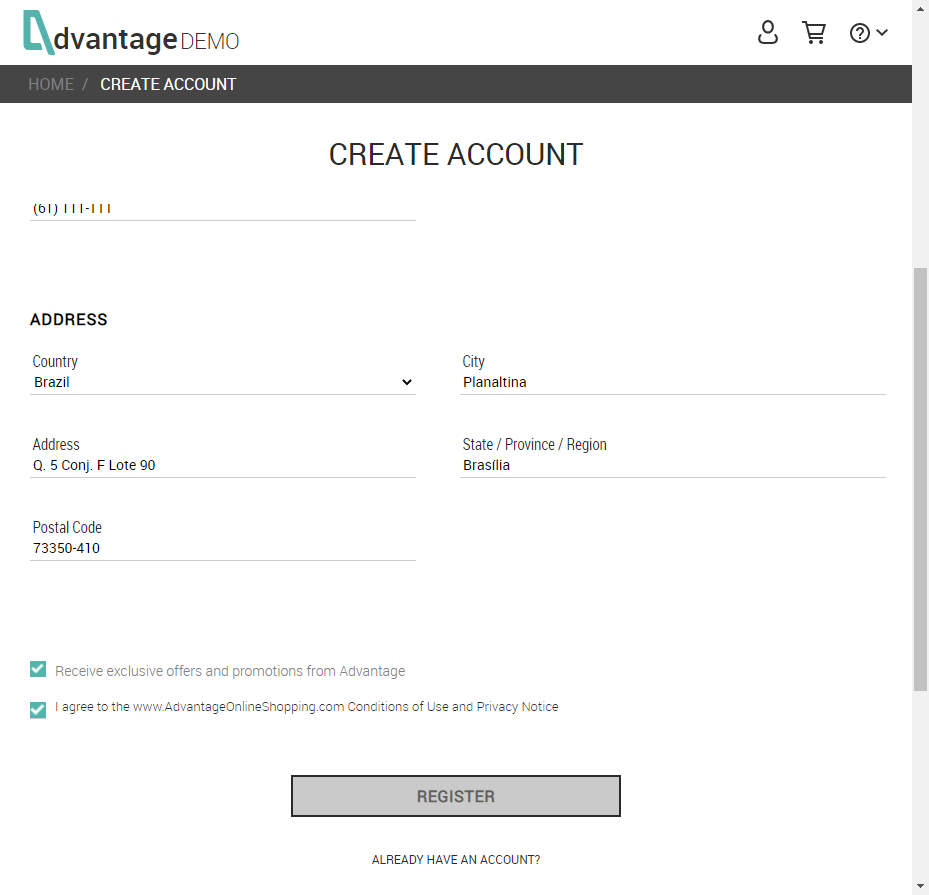 dvantage DEMO
HOME / CREATE ACCOUNT
CREATE ACCOUNT
(61) 111-111
ADDRESS
Country City
Brazil Planaltina
Address State / Province / Region
Q. 5 Conj. F Lote 90 Brasília
Postal Code
73350-410
Receive exclusive offers and promotions from Advantage
I agree to the www.AdvantageOnlineShopping.com Conditions of Use and Privacy Notice
REGISTER
ALREADY HAVE AN ACCOUNT?